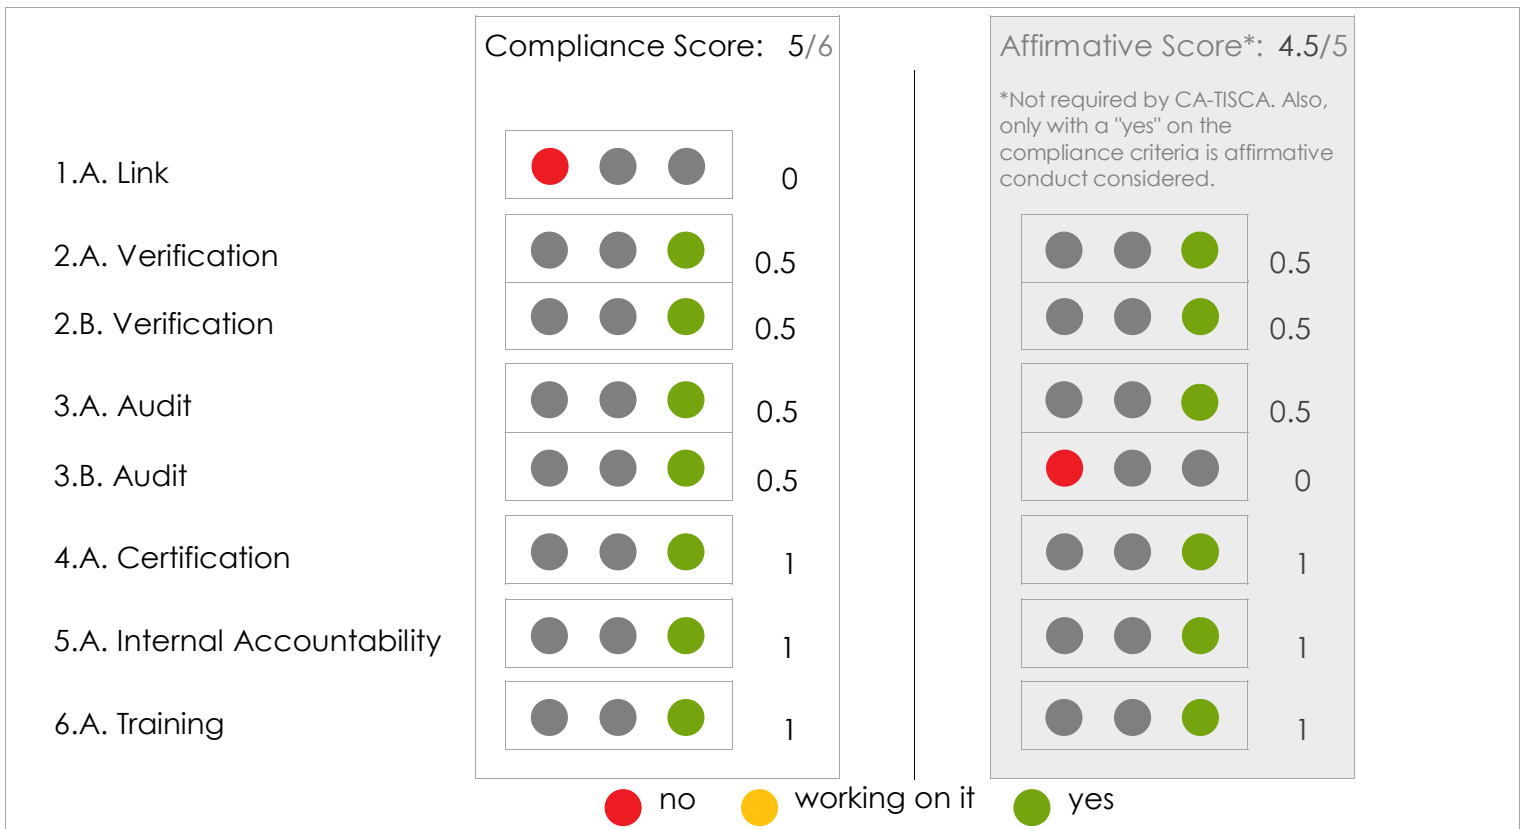 Compliance Score: 5/6
Affirmative Score*: 4.5/5
*Not required by CA-TISCA. Also,
only with a "yes" on the
compliance criteria is affirmative
conduct considered.
1.A. Link 0
2.A. Verification 0.5 0.5
2.B. Verification 0.5 0.5
3.A. Audit 0.5 0.5
3.B. Audit 0.5 0
4.A. Certification 1 1
5.A. Internal Accountability 1 1
6.A. Training 1 1
no working on it yes